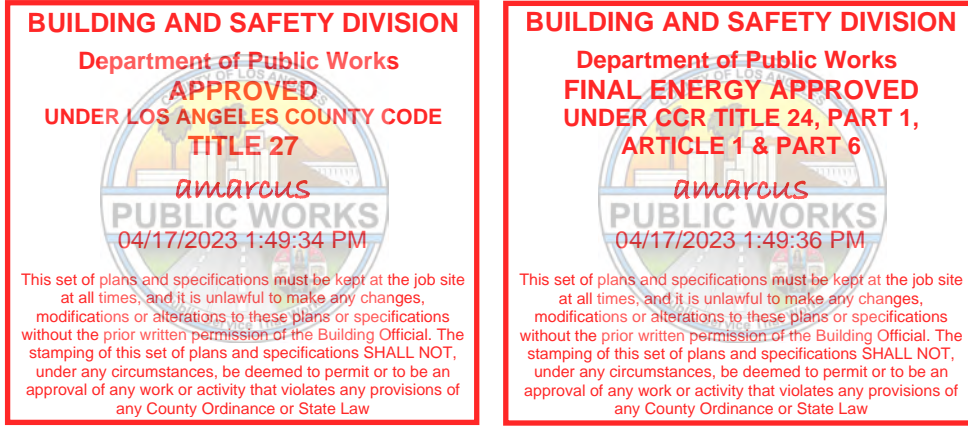 BUILDING AND SAFETY DIVISION
Department of Public Works
APPROVED
UNDER LOS ANGELES COUNTY CODE
TITLE 27
amarcus
PUBLIC WORKS
04/17/2023 1:49:34 PM
This set of plans and specifications must be kept at the job site
at all times, and it is unlawful to make any changes,
modifications or alterations to these plans or specifications
without the prior written permission of the Building Official. The
stamping of this set of plans and specifications SHALL NOT,
under any circumstances, be deemed to permit or to be an
approval of any work or activity that violates any provisions of
any County Ordinance or State Law
BUILDING AND SAFETY DIVISION
Department of Public Works
FINAL ENERGY APPROVED
UNDER CCR TITLE 24, PART 1,
ARTICLE 1 & PART 6
amarcus
PUBLIC WORKS
04/17/2023 1:49:36 PM
This set of plans and specifications must be kept at the job site
at all times, and it is unlawful to make any changes,
modifications or alterations to these plans or specifications
without the prior written permission of the Building Official. The
stamping of this set of plans and specifications SHALL NOT,
under any circumstances, be deemed to permit or to be an
approval of any work or activity that violates any provisions of
any County Ordinance or State Law